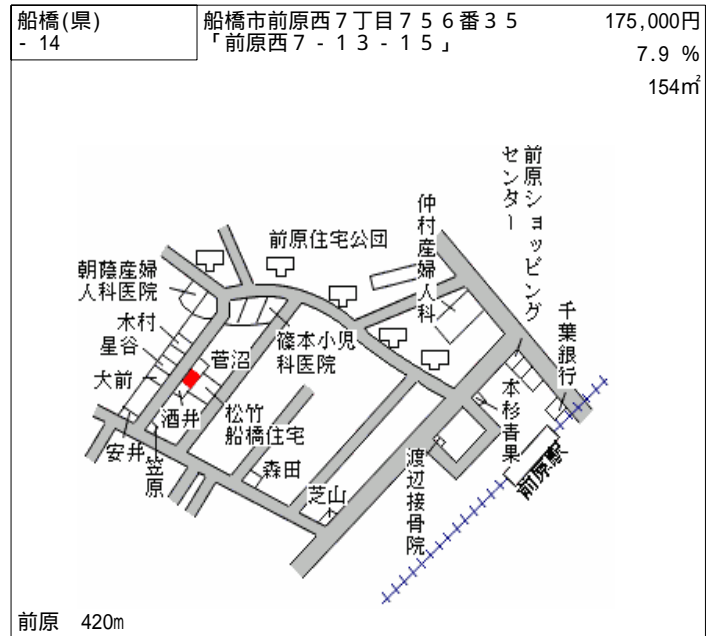 船橋(県)
- 14
船橋市前原西７丁目７５６番３５
「前原西７-１３-１５」
175,000円
7.9 %
154㎡
前原ショッピング
センター
仲村産婦人科
前原住宅公団
朝蔭産婦
人科医院
千葉銀行
木村
星谷
大前
菅沼
篠本小児
科医院
酒井
松竹
船橋住宅
本杉青果
前原駅
安井
笠原
森田
芝山
渡辺接骨院
前原 420m